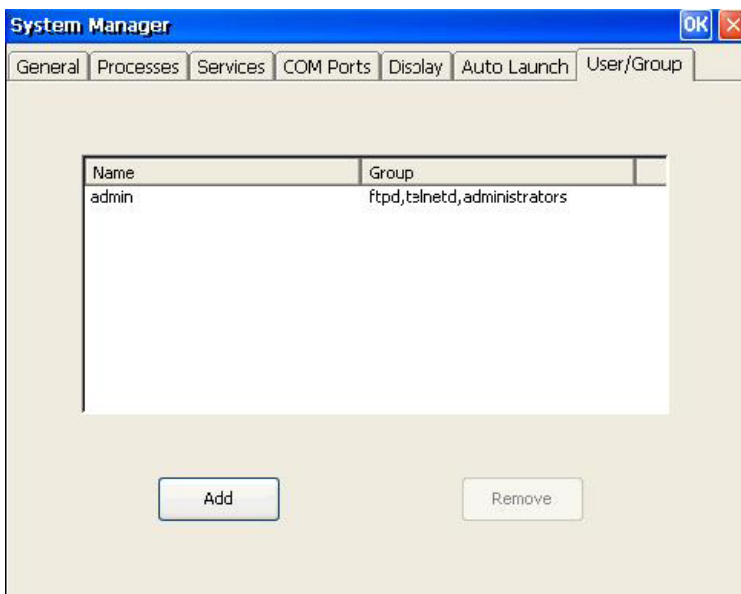 System Manager OK
General Processes Services COM Ports Display Auto Launch User/Group
Name Group
admin ftpd,telnetd,administrators
Add Remove